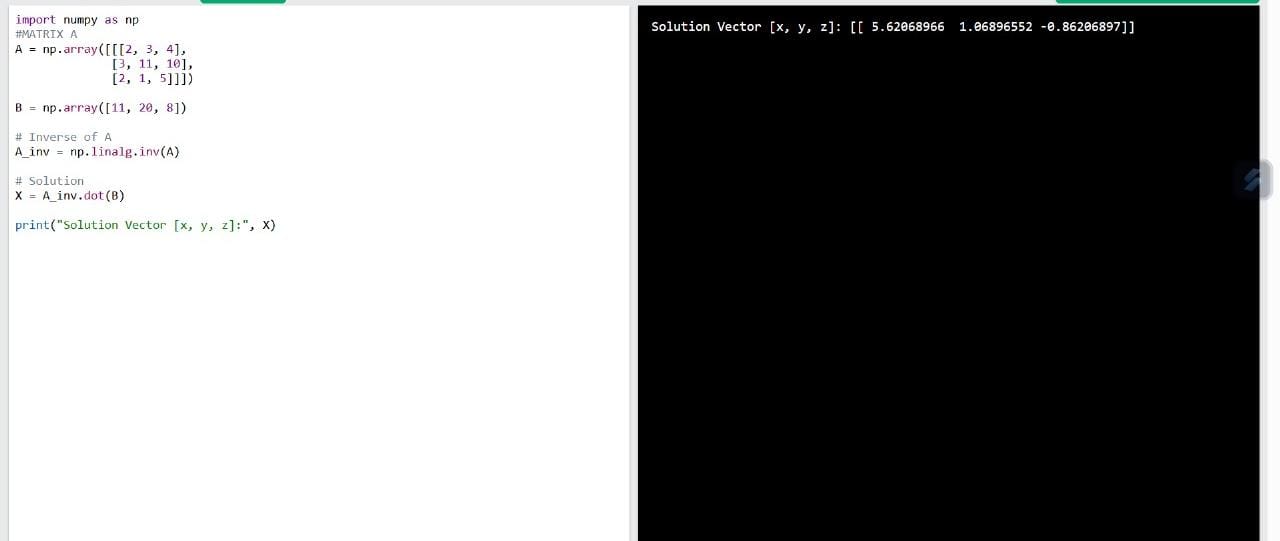 import numpy as np
#MATRIX A
A = np.array([[[2, 3, 4],
[3, 11, 10],
[2, 1, 5]]])
B = np.array([11, 20, 8])
# Inverse of A
A_inv = np.linalg.inv(A)
# Solution
X = A_inv.dot(B)
print("Solution Vector [x, y, z]:", X)
Solution Vector [x, y, z]: [[ 5.62068966  1.06896552 -0.86206897]]